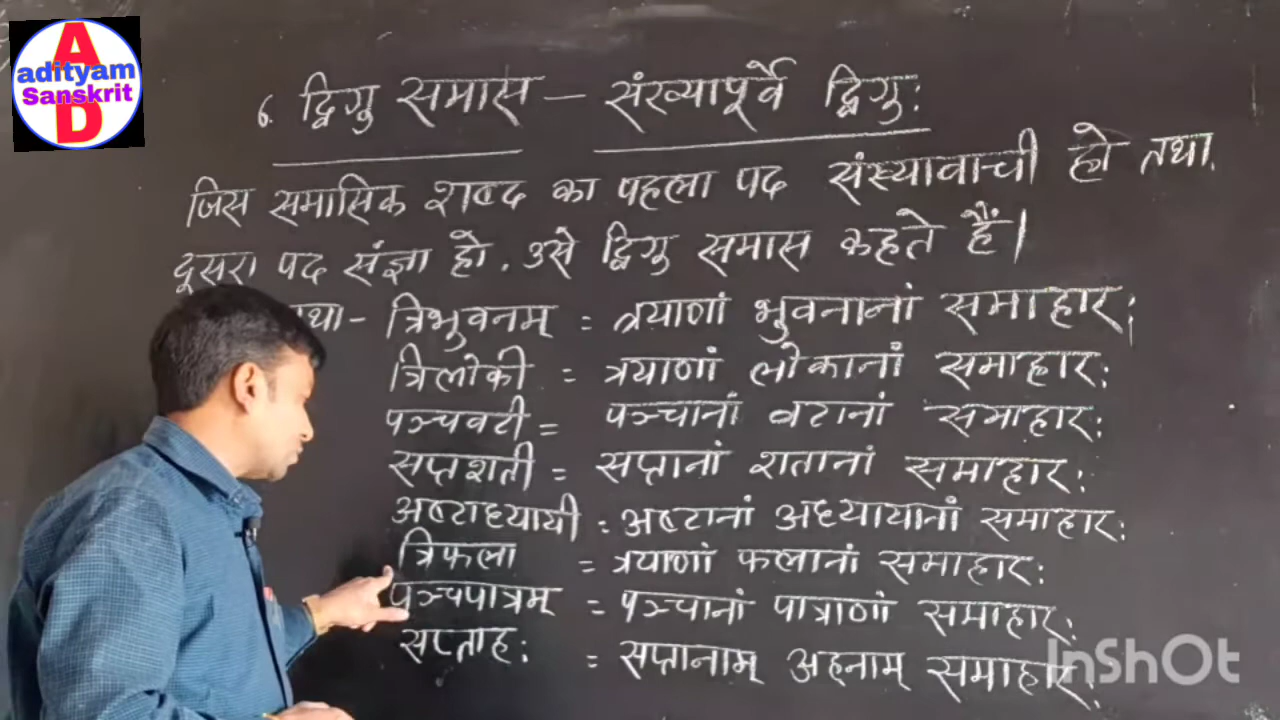 A
adityam
Sanskrit
D
6. द्विगु समास – संख्यापूर्वे द्विगु:
जिस समासिक शब्द का पहला पद संख्यावाची हो तथा
दूसरा पद संज्ञा हो. उसे द्विगु समास कहते हैं।
यथा- त्रिभुवनम् = त्रयाणां भुवनानां समाहार:
त्रिलोकी = त्रयाणां लोकानां समाहार:
पञ्चवटी = पञ्चानां वटानां समाहार:
सप्तशती = सप्तानां शतानां समाहार:
अष्टाध्यायी = अष्टानां अध्यायानां समाहार:
त्रिफला = त्रयाणां फलानां समाहार:
पञ्चपात्रम् = पञ्चानां पात्राणां समाहार:
सप्ताह: = सप्तानाम् अह्नाम् समाहार:
InShOt